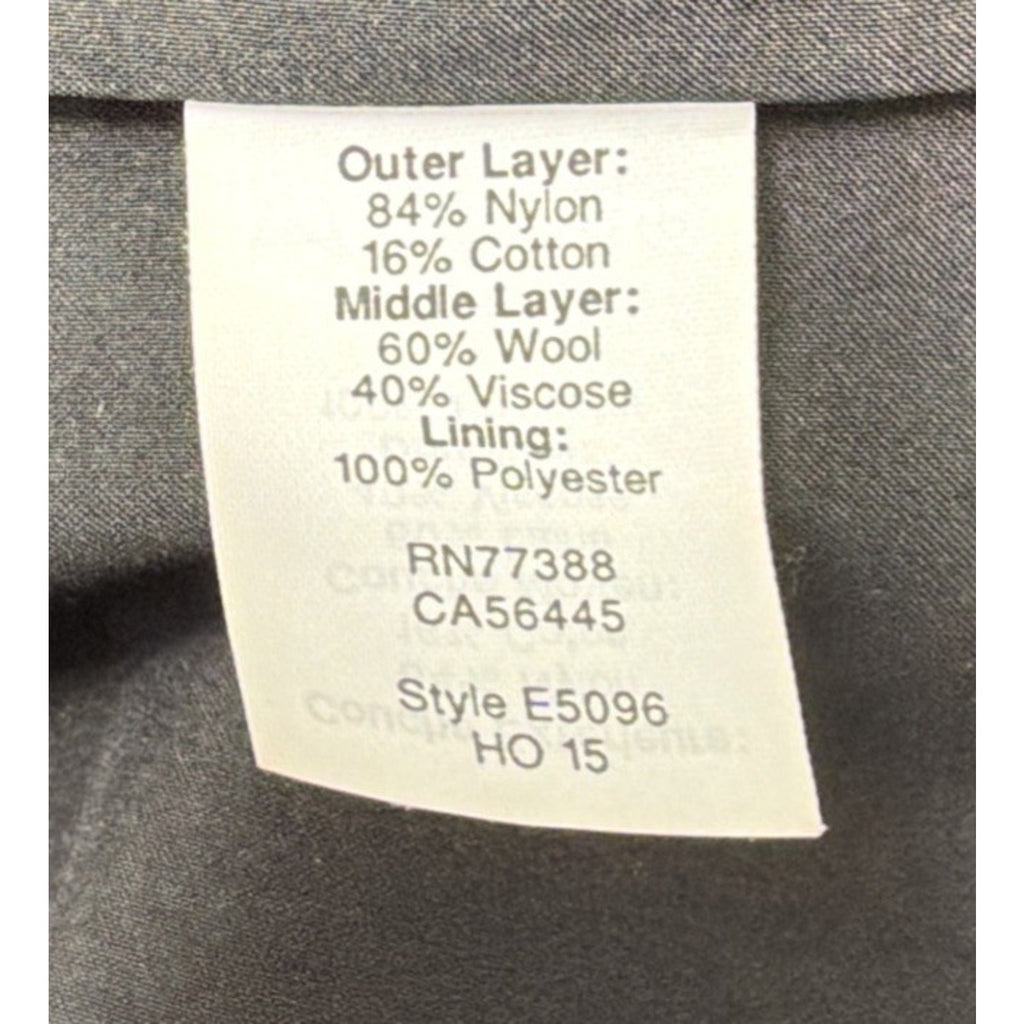 Outer Layer:
84% Nylon
16% Cotton
Middle Layer:
60% Wool
40% Viscose
Lining:
100% Polyester
RN77388
CA56445
Style E5096
HO 15